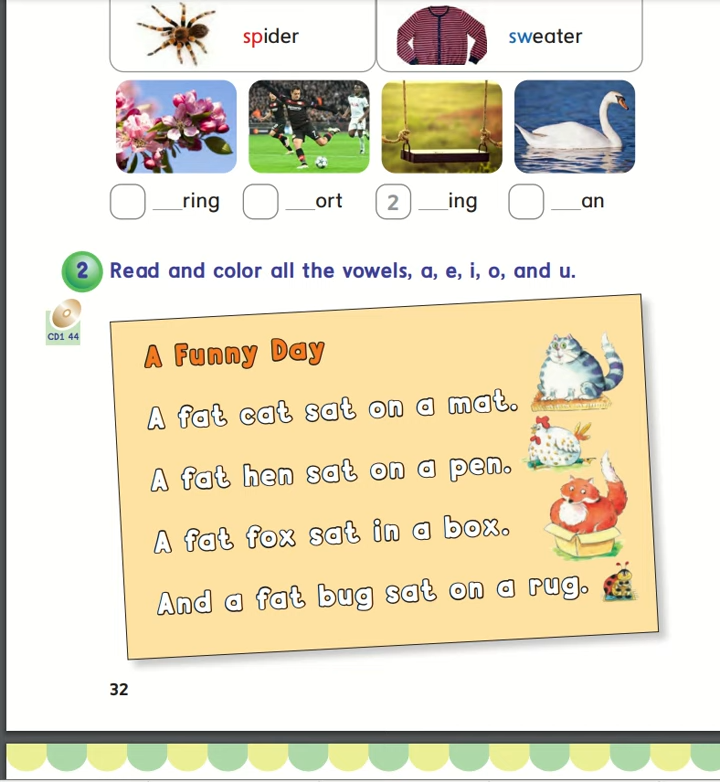 spider
sweater
___ring
___ort
2
___ing
___an
2
Read and color all the vowels, a, e, i, o, and u.
CD1 44
A Funny Day
A fat cat sat on a mat.
A fat hen sat on a pen.
A fat fox sat in a box.
And a fat bug sat on a rug.
32